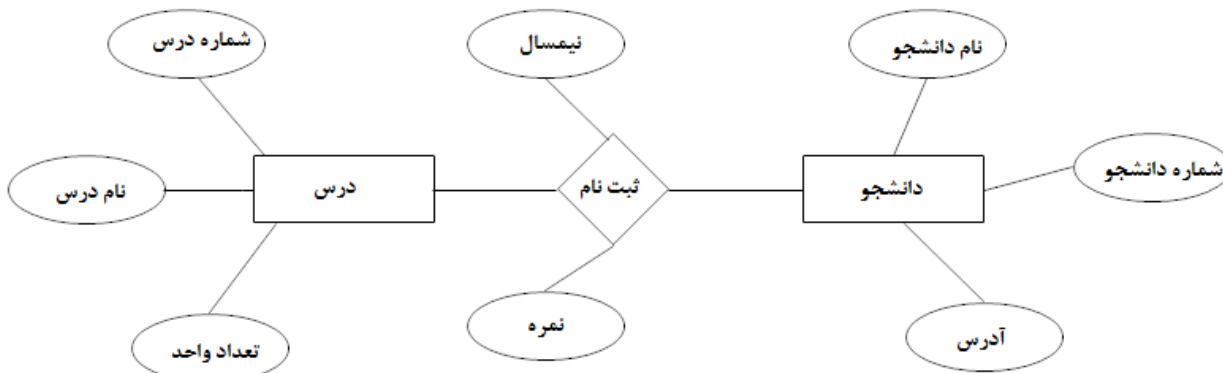 نام دانشجو
نیمسال
شماره درس
شماره دانشجو
دانشجو
ثبت نام
درس
نام درس
آدرس
نمره
تعداد واحد